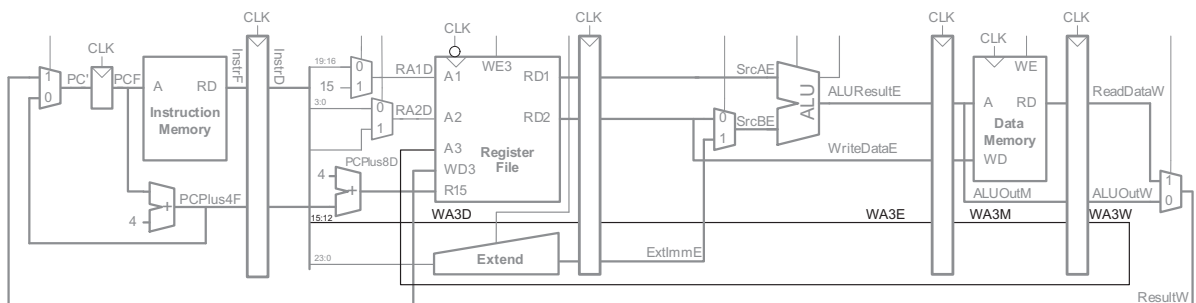 CLK
CLK
CLK
CLK
CLK
CLK
CLK
CLK
1
0
PC'
PCF
A
RD
Instruction
Memory
InstrF
InstrD
PCPlus4F
4
+
19:16
15
0
1
RA1D
3:0
0
1
RA2D
A1
A2
A3
WD3
R15
WE3
RD1
RD2
Register
File
PCPlus8D
4
+
15:12
WA3D
23:0
Extend
ExtImmE
0
1
SrcAE
SrcBE
ALU
ALUResultE
WriteDataE
WA3E
A
RD
WE
Data
Memory
WD
ALUOutM
WA3M
ReadDataW
ALUOutW
WA3W
1
0
ResultW